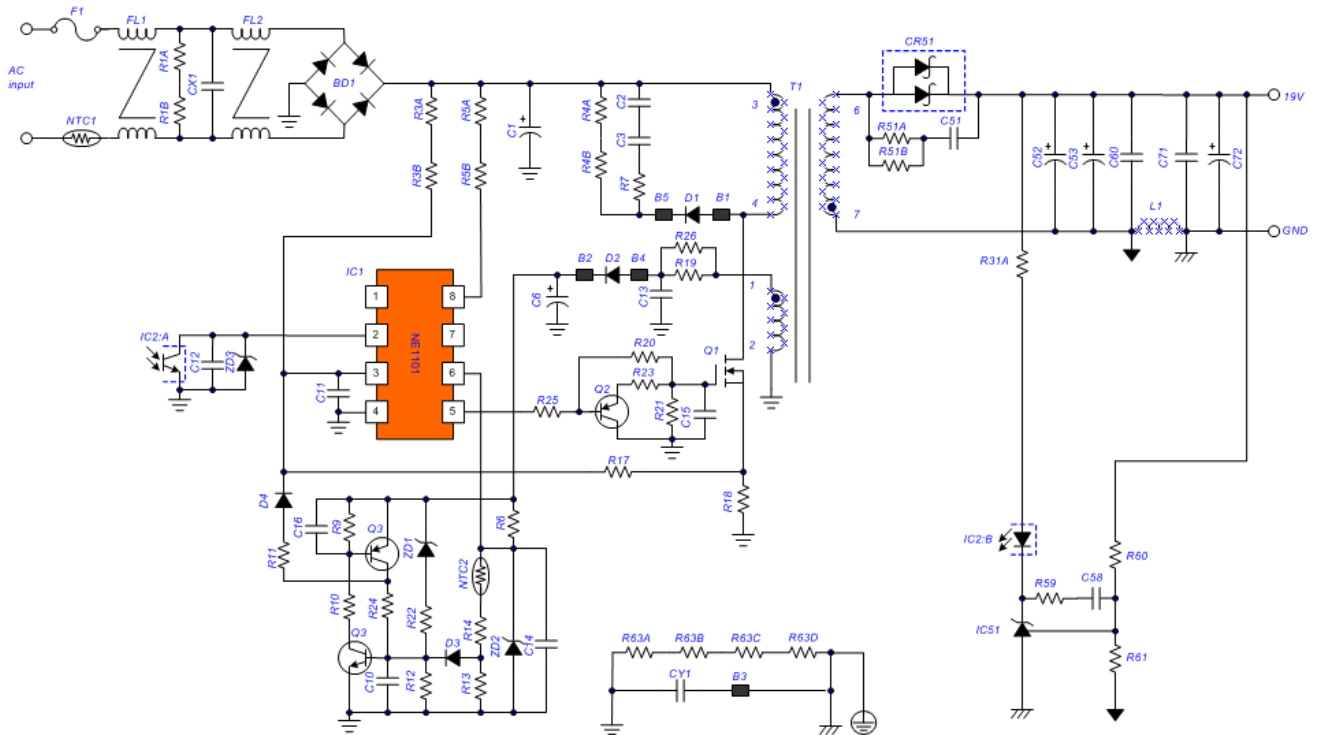 F1
FL1
FL2
AC
input
R1A
R1B
CX1
NTC1
BD1
R3A
R3B
R5A
R5B
C1
R4A
R4B
C2
C3
R7
B5
D1
B1
T1
3
4
6
7
1
2
CR51
R51A
R51B
C51
C52
C53
C60
C71
C72
19V
GND
L1
R31A
R26
R19
B2
D2
B4
C6
C13
IC1
NE1101
1
2
3
4
8
7
6
5
IC2:A
C12
ZD3
C11
R20
R23
Q1
Q2
R25
R21
C15
R17
R18
D4
C16
R9
Q3
ZD1
R6
R11
R10
R24
R22
NTC2
R14
D3
ZD2
C14
Q3
C10
R12
R13
R63A
R63B
R63C
R63D
CY1
B3
IC2:B
R60
R59
C58
IC51
R61